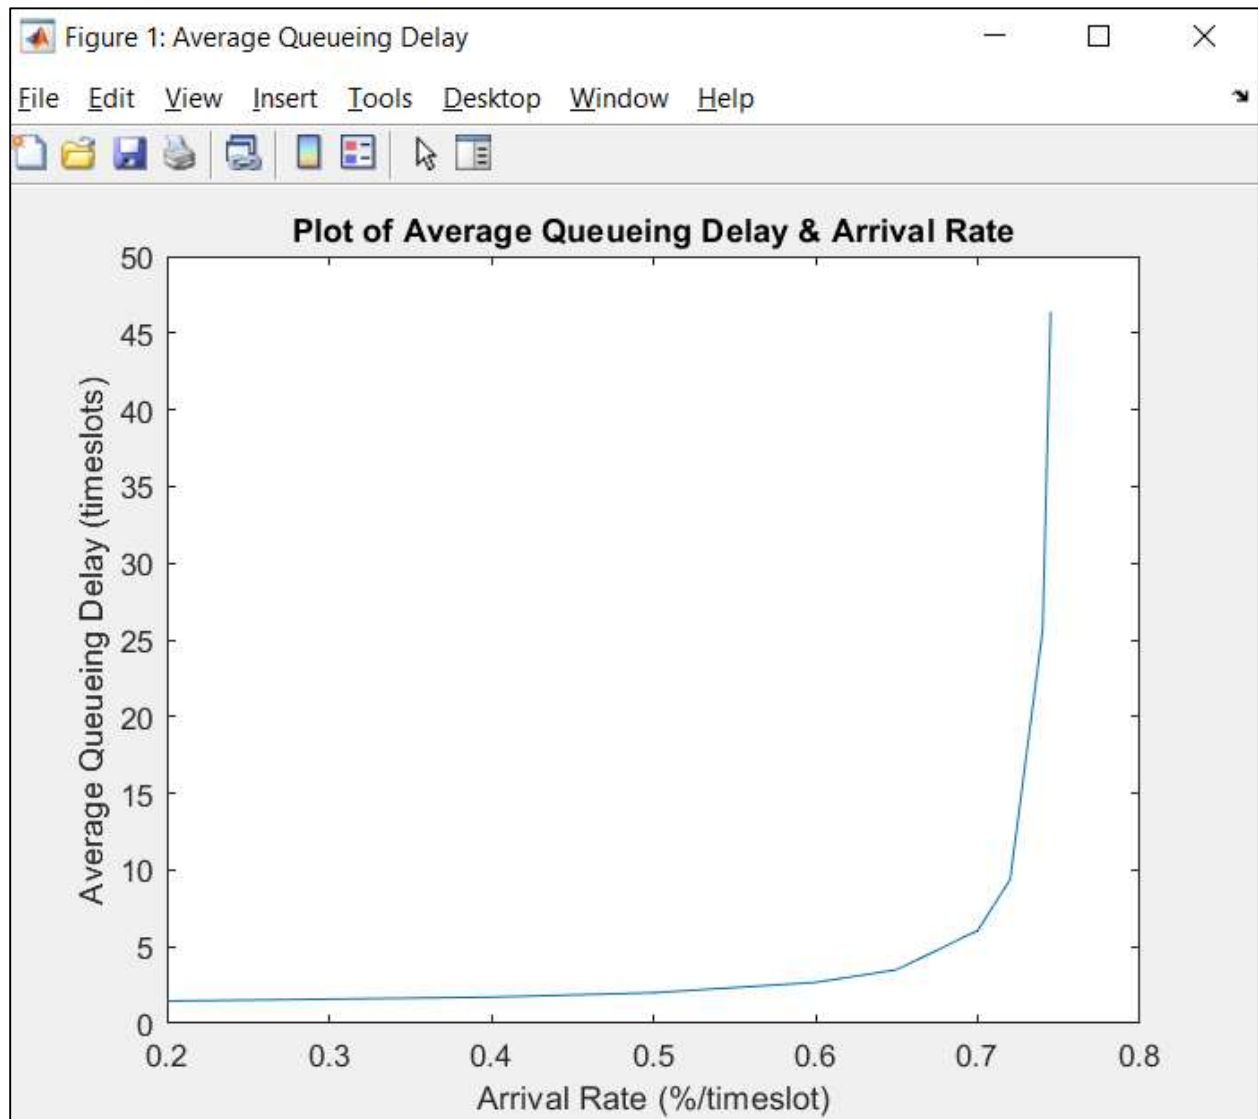 Figure 1: Average Queueing Delay
File Edit View Insert Tools Desktop Window Help
Plot of Average Queueing Delay & Arrival Rate
50
45
40
35
30
25
20
15
10
5
0
Average Queueing Delay (timeslots)
0.2 0.3 0.4 0.5 0.6 0.7 0.8
Arrival Rate (%/timeslot)